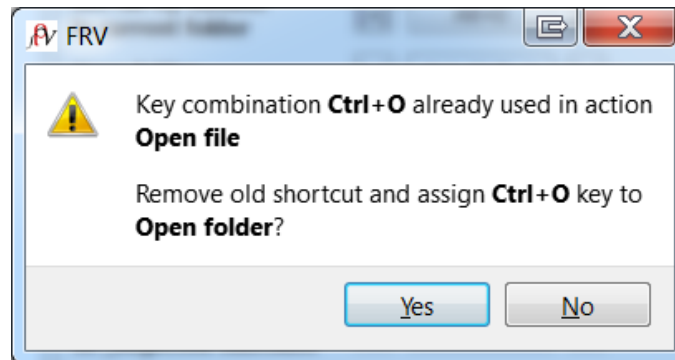 FRV
Key combination Ctrl+O already used in action
Open file
Remove old shortcut and assign Ctrl+O key to
Open folder?
Yes
No